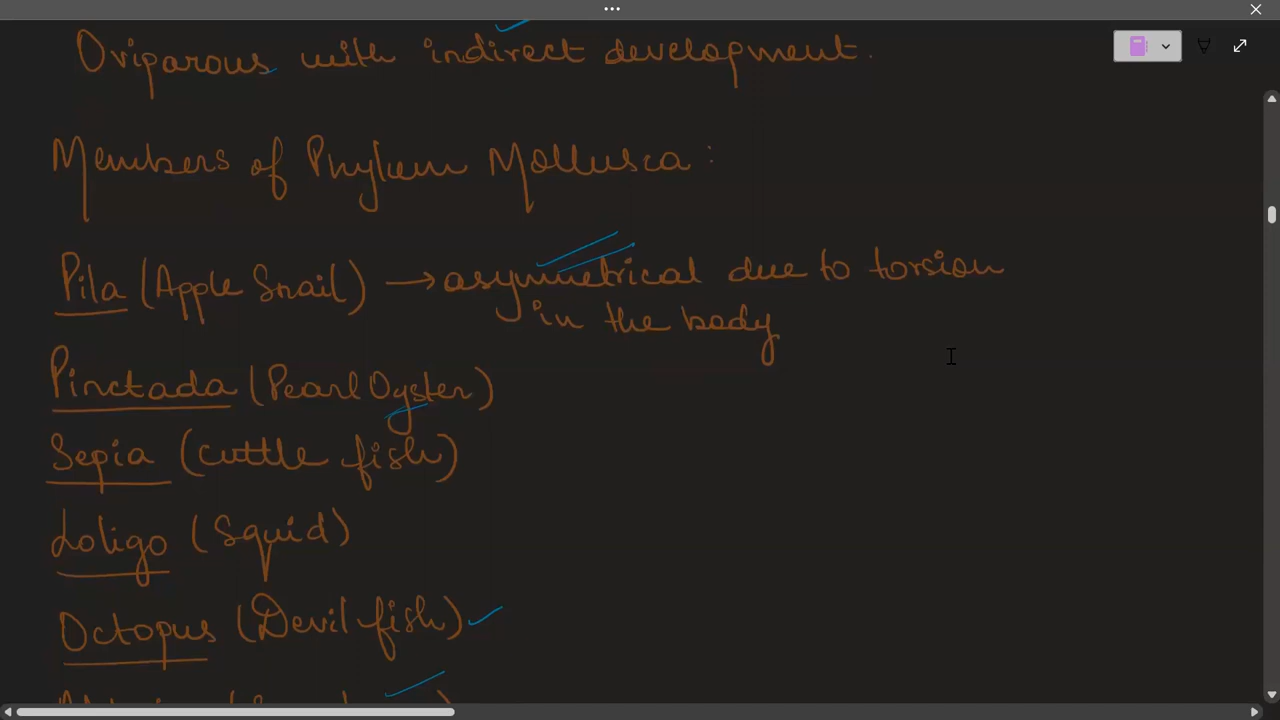 Oviparous with indirect development.
Members of Phylum Mollusca :
Pila (Apple Snail) → asymmetrical due to torsion
in the body
Pinctada (Pearl Oyster)
Sepia (cuttle fish)
Loligo (Squid)
Octopus (Devil fish)